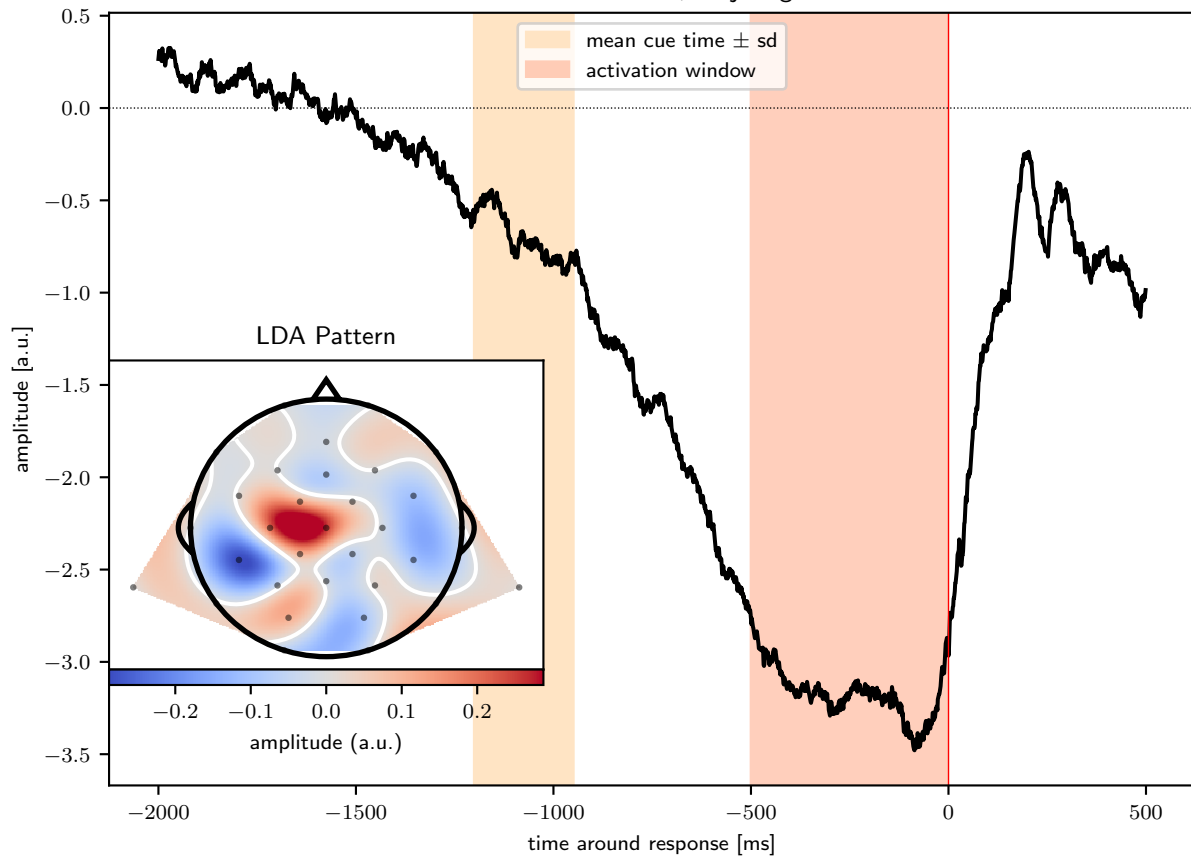 mean cue time ± sd
activation window
0.5
0.0
−0.5
−1.0
−1.5
−2.0
−2.5
−3.0
−3.5
amplitude [a.u.]
LDA Pattern
−0.2 −0.1 0.0 0.1 0.2
amplitude (a.u.)
−2000 −1500 −1000 −500 0 500
time around response [ms]